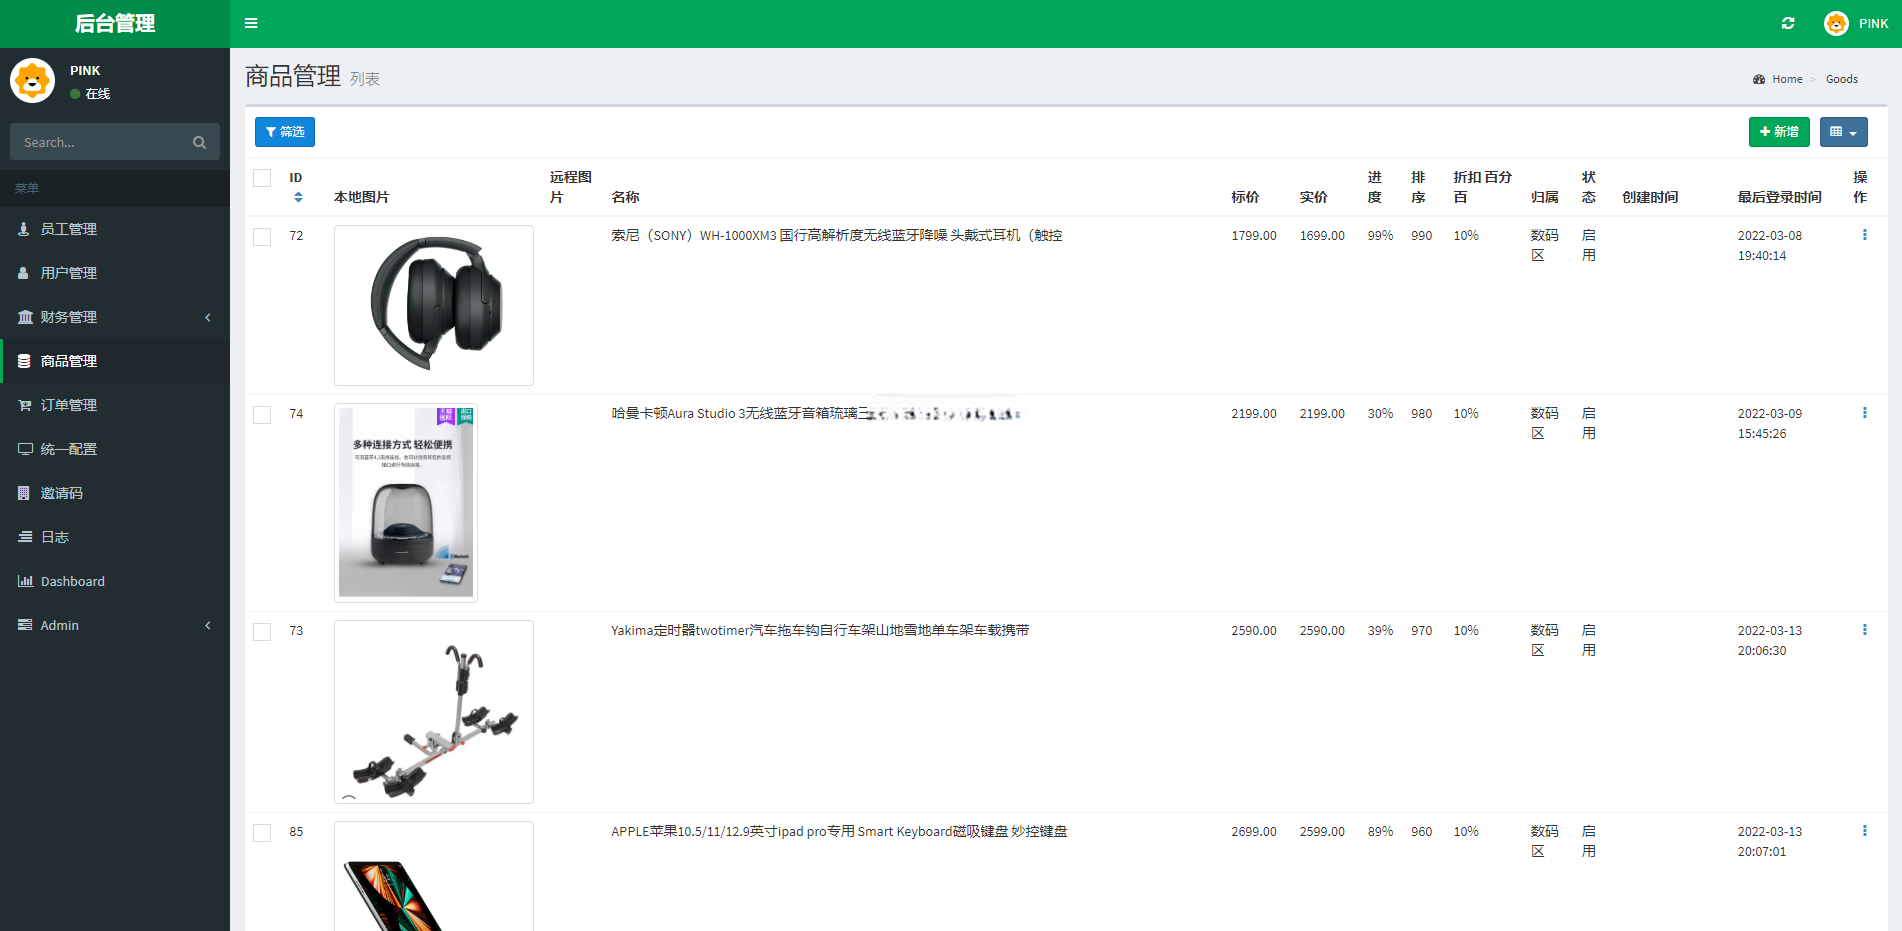 后台管理
PINK
PINK
在线
Search...
菜单
员工管理
用户管理
财务管理
商品管理
订单管理
统一配置
邀请码
日志
Dashboard
Admin
商品管理 列表
Home > Goods
筛选
新增
ID 本地图片 远程图片 名称 标价 实价 进度 排序 折扣 百分百 归属 状态 创建时间 最后登录时间 操作
72 索尼（SONY）WH-1000XM3 国行高解析度无线蓝牙降噪 头戴式耳机（触控 1799.00 1699.00 99% 990 10% 数码区 启用 2022-03-08 19:40:14
74 哈曼卡顿Aura Studio 3无线蓝牙音箱琉璃三 2199.00 2199.00 30% 980 10% 数码区 启用 2022-03-09 15:45:26
多种连接方式 轻松便携
73 Yakima定时器twotimer汽车拖车钩自行车架山地雪地单车架车载携带 2590.00 2590.00 39% 970 10% 数码区 启用 2022-03-13 20:06:30
85 APPLE苹果10.5/11/12.9英寸ipad pro专用 Smart Keyboard磁吸键盘 妙控键盘 2699.00 2599.00 89% 960 10% 数码区 启用 2022-03-13 20:07:01